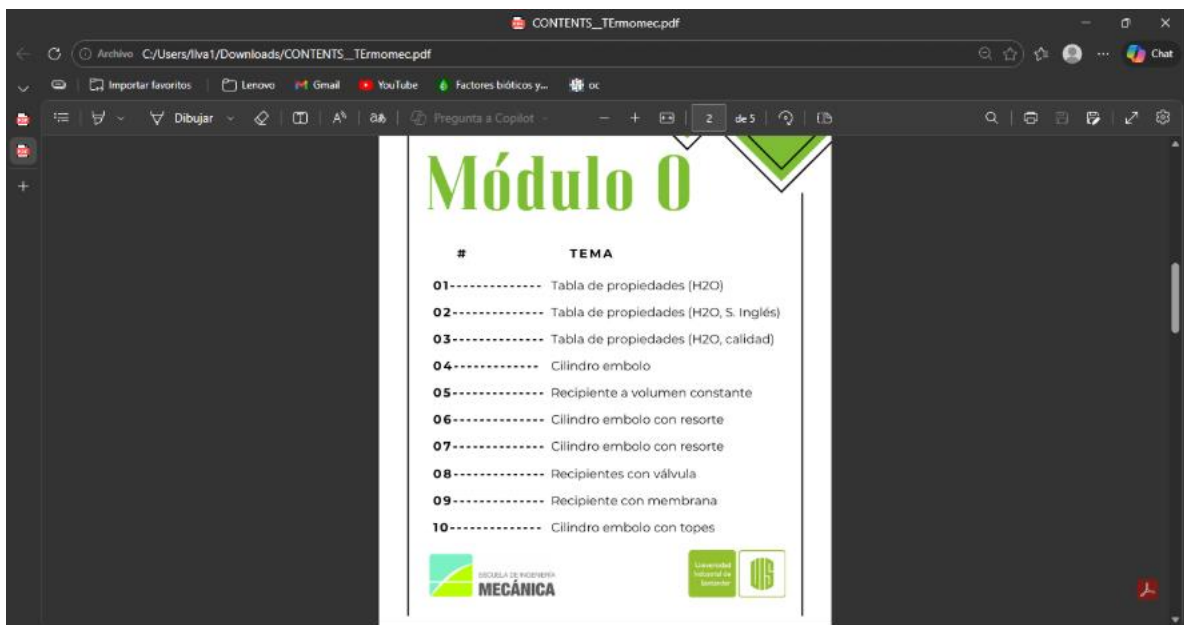 CONTENTS__TErmomec.pdf
Archivo C:/Users/llva1/Downloads/CONTENTS__TErmomec.pdf
Chat
Importar favoritos Lenovo Gmail YouTube Factores bióticos y... oc
Dibujar Pregunta a Copilot 2 de 5
Módulo 0
# TEMA
01-------------- Tabla de propiedades (H2O)
02-------------- Tabla de propiedades (H2O, S. Inglés)
03-------------- Tabla de propiedades (H2O, calidad)
04------------- Cilindro embolo
05-------------- Recipiente a volumen constante
06-------------- Cilindro embolo con resorte
07-------------- Cilindro embolo con resorte
08-------------- Recipientes con válvula
09-------------- Recipiente con membrana
10-------------- Cilindro embolo con topes
ESCUELA DE INGENIERÍA
MECÁNICA
Universidad
Industrial de
Santander
UIS